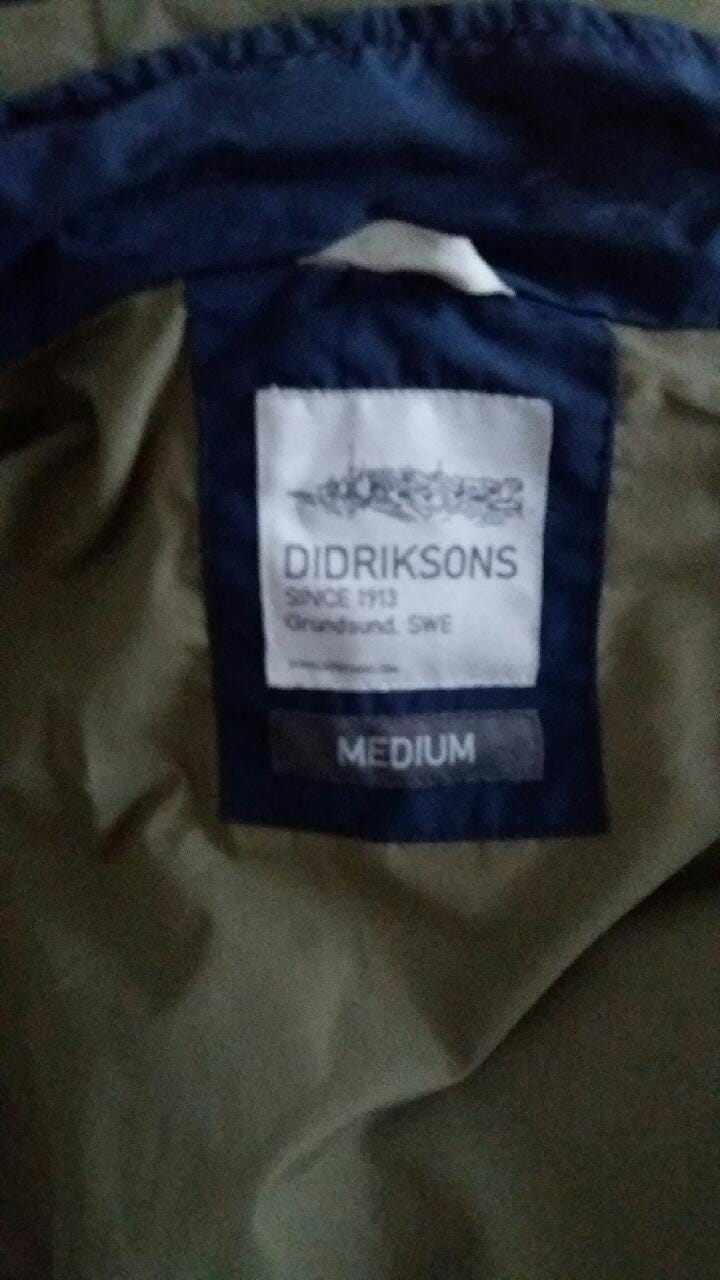 DIDRIKSONS
SINCE 1913
Grundsund, SWE
MEDIUM